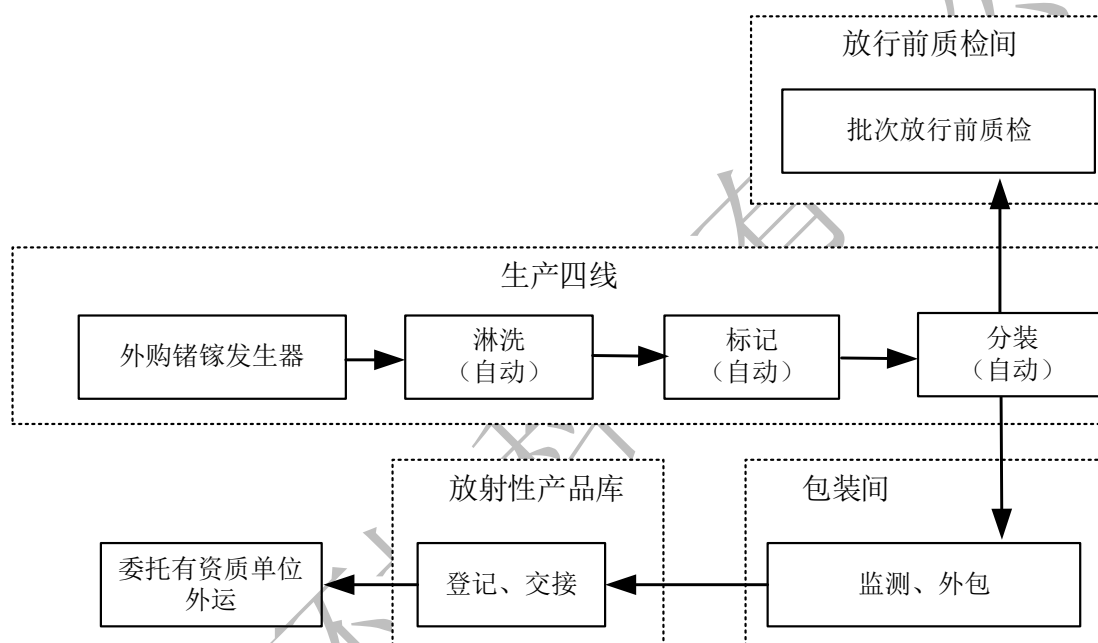 放行前质检间
批次放行前质检
生产四线
外购锗镓发生器
淋洗
（自动）
标记
（自动）
分装
（自动）
放射性产品库
包装间
委托有资质单位
外运
登记、交接
监测、外包
有